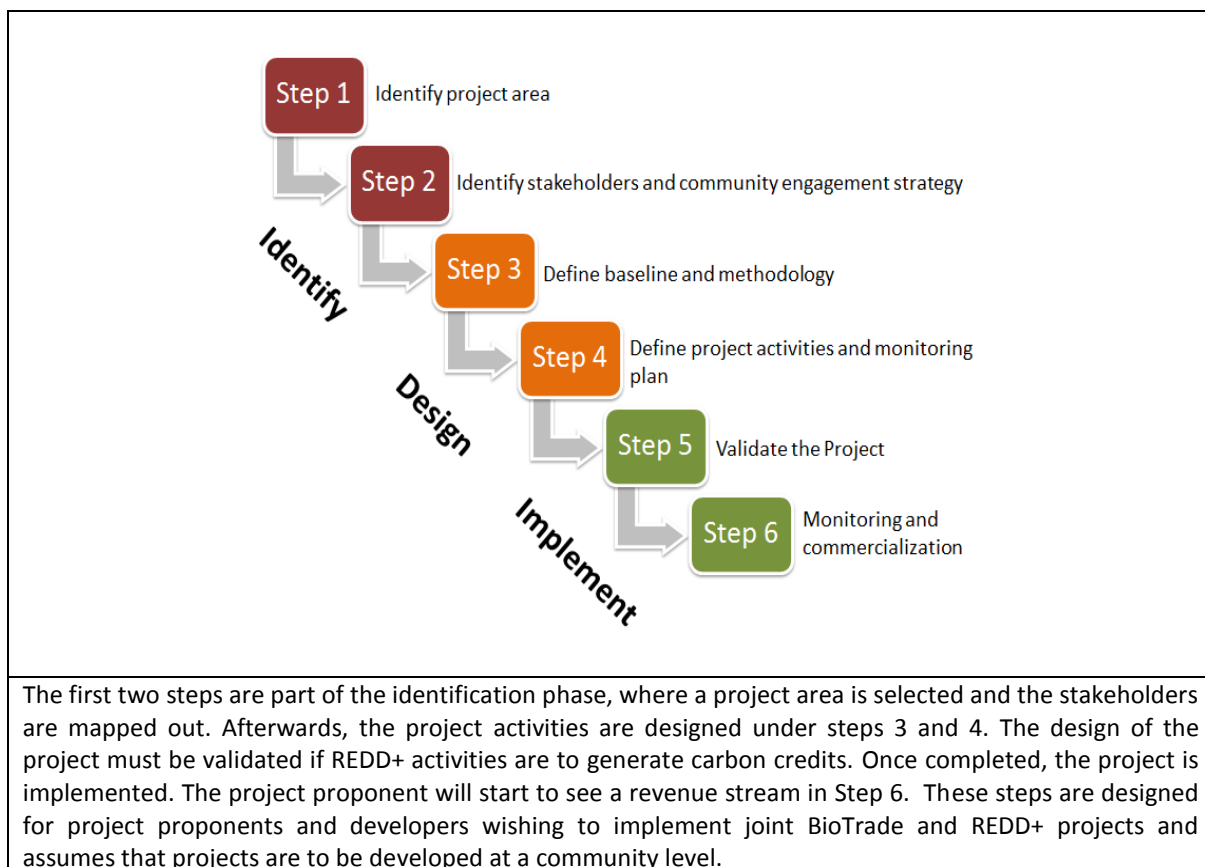 Step 1
Identify project area
Step 2
Identify stakeholders and community engagement strategy
Identify
Step 3
Define baseline and methodology
Step 4
Define project activities and monitoring
plan
Design
Step 5
Validate the Project
Step 6
Monitoring and
commercialization
Implement
The first two steps are part of the identification phase, where a project area is selected and the stakeholders
are mapped out. Afterwards, the project activities are designed under steps 3 and 4. The design of the
project must be validated if REDD+ activities are to generate carbon credits. Once completed, the project is
implemented. The project proponent will start to see a revenue stream in Step 6. These steps are designed
for project proponents and developers wishing to implement joint BioTrade and REDD+ projects and
assumes that projects are to be developed at a community level.